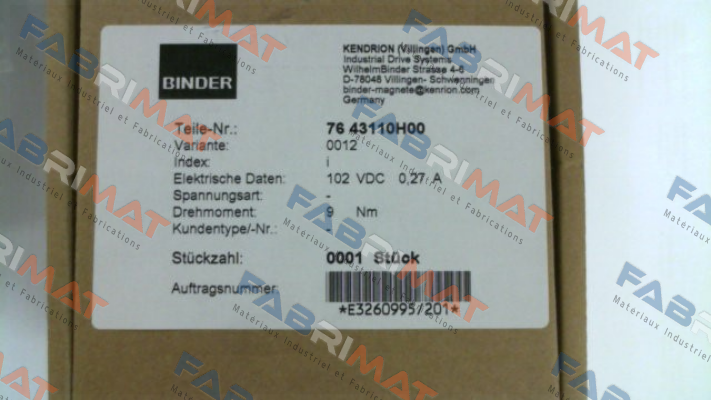 BINDER
KENDRION (Villingen) GmbH
Industrial Drive Systems
WilhelmBinder Strasse 4-6
D-78048 Villingen- Schwenningen
binder-magnete@kenrion.com
Germany
Teile-Nr.: 76 43110H00
Variante: 0012
Index: i
Elektrische Daten: 102 VDC 0,27 A
Spannungsart: -
Drehmoment: 9 Nm
Kundentype/-Nr.: -
Stückzahl: 0001 Stück
Auftragsnummer:
*E3260995/201*
FABRIMAT
Matériaux Industriel et Fabrications